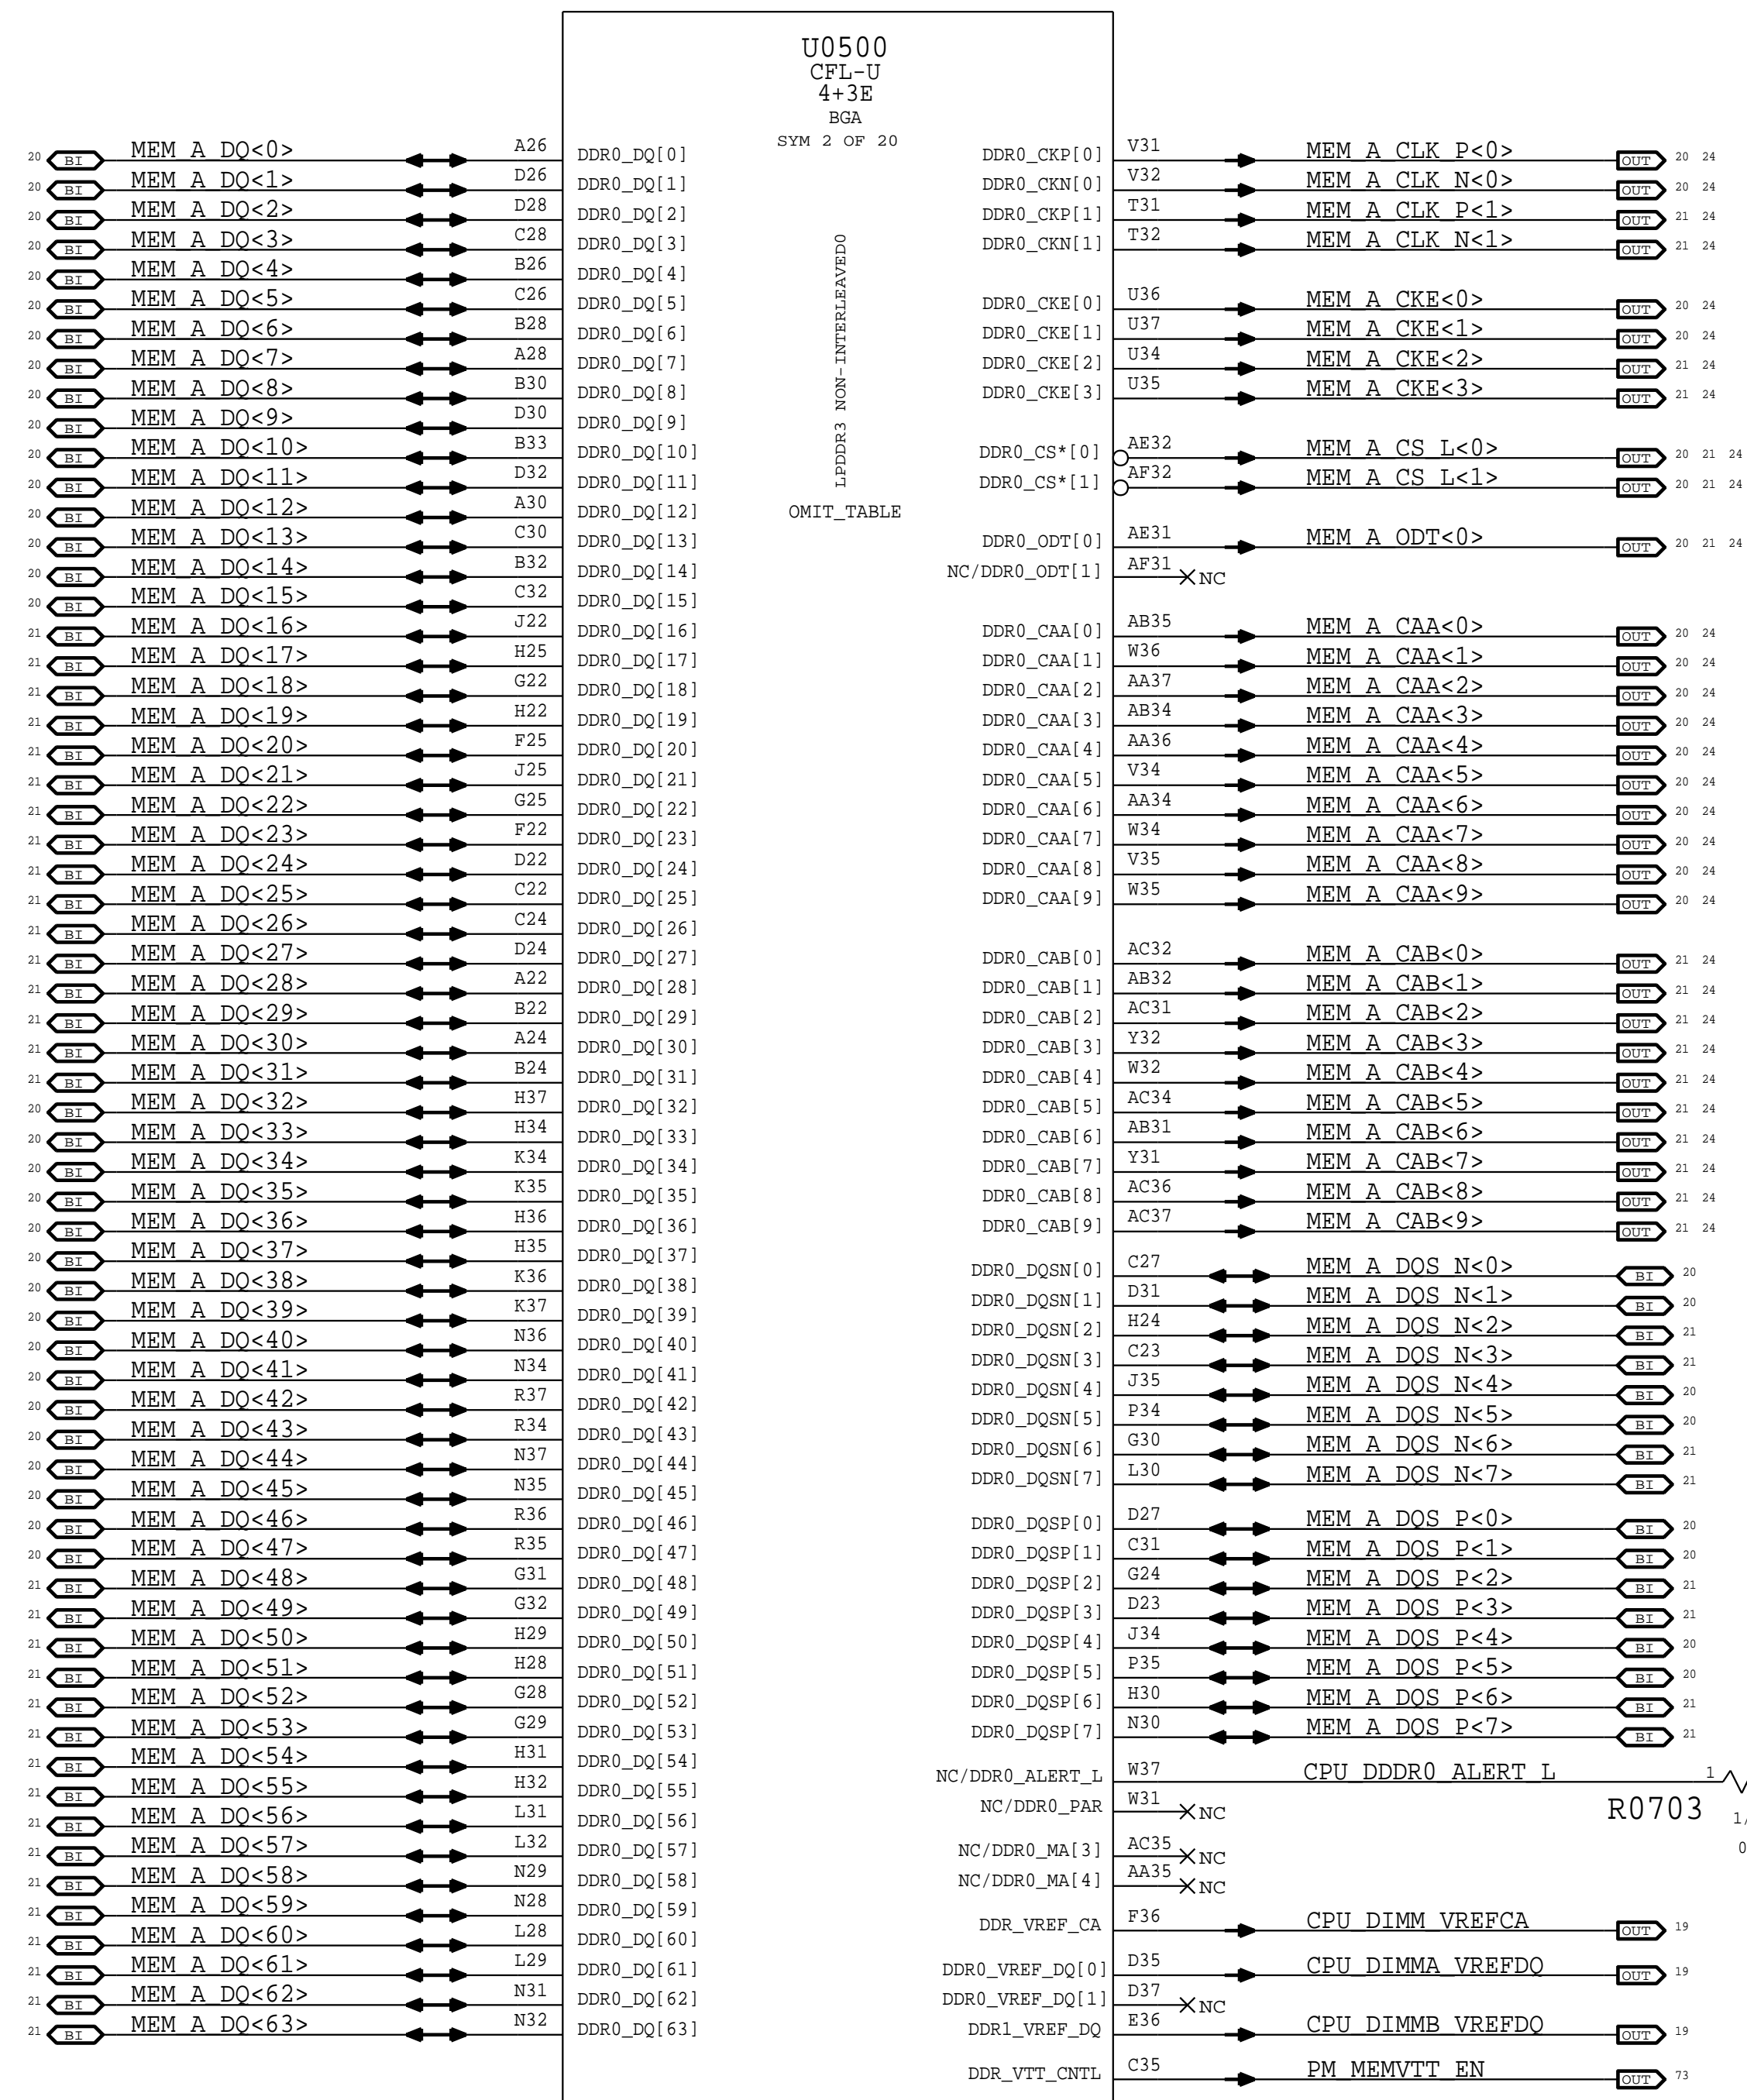 U0500
CFL-U
4+3E
BGA
SYM 2 OF 20
LPDDR3 NON-INTERLEAVED0
OMIT_TABLE
20 BI MEM_A_DQ<0> A26 DDR0_DQ[0]
20 BI MEM_A_DQ<1> D26 DDR0_DQ[1]
20 BI MEM_A_DQ<2> D28 DDR0_DQ[2]
20 BI MEM_A_DQ<3> C28 DDR0_DQ[3]
20 BI MEM_A_DQ<4> B26 DDR0_DQ[4]
20 BI MEM_A_DQ<5> C26 DDR0_DQ[5]
20 BI MEM_A_DQ<6> B28 DDR0_DQ[6]
20 BI MEM_A_DQ<7> A28 DDR0_DQ[7]
20 BI MEM_A_DQ<8> B30 DDR0_DQ[8]
20 BI MEM_A_DQ<9> D30 DDR0_DQ[9]
20 BI MEM_A_DQ<10> B33 DDR0_DQ[10]
20 BI MEM_A_DQ<11> D32 DDR0_DQ[11]
20 BI MEM_A_DQ<12> A30 DDR0_DQ[12]
20 BI MEM_A_DQ<13> C30 DDR0_DQ[13]
20 BI MEM_A_DQ<14> B32 DDR0_DQ[14]
20 BI MEM_A_DQ<15> C32 DDR0_DQ[15]
21 BI MEM_A_DQ<16> J22 DDR0_DQ[16]
21 BI MEM_A_DQ<17> H25 DDR0_DQ[17]
21 BI MEM_A_DQ<18> G22 DDR0_DQ[18]
21 BI MEM_A_DQ<19> H22 DDR0_DQ[19]
21 BI MEM_A_DQ<20> F25 DDR0_DQ[20]
21 BI MEM_A_DQ<21> J25 DDR0_DQ[21]
21 BI MEM_A_DQ<22> G25 DDR0_DQ[22]
21 BI MEM_A_DQ<23> F22 DDR0_DQ[23]
21 BI MEM_A_DQ<24> D22 DDR0_DQ[24]
21 BI MEM_A_DQ<25> C22 DDR0_DQ[25]
21 BI MEM_A_DQ<26> C24 DDR0_DQ[26]
21 BI MEM_A_DQ<27> D24 DDR0_DQ[27]
21 BI MEM_A_DQ<28> A22 DDR0_DQ[28]
21 BI MEM_A_DQ<29> B22 DDR0_DQ[29]
21 BI MEM_A_DQ<30> A24 DDR0_DQ[30]
21 BI MEM_A_DQ<31> B24 DDR0_DQ[31]
20 BI MEM_A_DQ<32> H37 DDR0_DQ[32]
20 BI MEM_A_DQ<33> H34 DDR0_DQ[33]
20 BI MEM_A_DQ<34> K34 DDR0_DQ[34]
20 BI MEM_A_DQ<35> K35 DDR0_DQ[35]
20 BI MEM_A_DQ<36> H36 DDR0_DQ[36]
20 BI MEM_A_DQ<37> H35 DDR0_DQ[37]
20 BI MEM_A_DQ<38> K36 DDR0_DQ[38]
20 BI MEM_A_DQ<39> K37 DDR0_DQ[39]
20 BI MEM_A_DQ<40> N36 DDR0_DQ[40]
20 BI MEM_A_DQ<41> N34 DDR0_DQ[41]
20 BI MEM_A_DQ<42> R37 DDR0_DQ[42]
20 BI MEM_A_DQ<43> R34 DDR0_DQ[43]
20 BI MEM_A_DQ<44> N37 DDR0_DQ[44]
20 BI MEM_A_DQ<45> N35 DDR0_DQ[45]
20 BI MEM_A_DQ<46> R36 DDR0_DQ[46]
20 BI MEM_A_DQ<47> R35 DDR0_DQ[47]
21 BI MEM_A_DQ<48> G31 DDR0_DQ[48]
21 BI MEM_A_DQ<49> G32 DDR0_DQ[49]
21 BI MEM_A_DQ<50> H29 DDR0_DQ[50]
21 BI MEM_A_DQ<51> H28 DDR0_DQ[51]
21 BI MEM_A_DQ<52> G28 DDR0_DQ[52]
21 BI MEM_A_DQ<53> G29 DDR0_DQ[53]
21 BI MEM_A_DQ<54> H31 DDR0_DQ[54]
21 BI MEM_A_DQ<55> H32 DDR0_DQ[55]
21 BI MEM_A_DQ<56> L31 DDR0_DQ[56]
21 BI MEM_A_DQ<57> L32 DDR0_DQ[57]
21 BI MEM_A_DQ<58> N29 DDR0_DQ[58]
21 BI MEM_A_DQ<59> N28 DDR0_DQ[59]
21 BI MEM_A_DQ<60> L28 DDR0_DQ[60]
21 BI MEM_A_DQ<61> L29 DDR0_DQ[61]
21 BI MEM_A_DQ<62> N31 DDR0_DQ[62]
21 BI MEM_A_DQ<63> N32 DDR0_DQ[63]
DDR0_CKP[0] V31 MEM_A_CLK_P<0> OUT 20 24
DDR0_CKN[0] V32 MEM_A_CLK_N<0> OUT 20 24
DDR0_CKP[1] T31 MEM_A_CLK_P<1> OUT 21 24
DDR0_CKN[1] T32 MEM_A_CLK_N<1> OUT 21 24
DDR0_CKE[0] U36 MEM_A_CKE<0> OUT 20 24
DDR0_CKE[1] U37 MEM_A_CKE<1> OUT 20 24
DDR0_CKE[2] U34 MEM_A_CKE<2> OUT 21 24
DDR0_CKE[3] U35 MEM_A_CKE<3> OUT 21 24
DDR0_CS*[0] AE32 MEM_A_CS_L<0> OUT 20 21 24
DDR0_CS*[1] AF32 MEM_A_CS_L<1> OUT 20 21 24
DDR0_ODT[0] AE31 MEM_A_ODT<0> OUT 20 21 24
NC/DDR0_ODT[1] AF31 NC
DDR0_CAA[0] AB35 MEM_A_CAA<0> OUT 20 24
DDR0_CAA[1] W36 MEM_A_CAA<1> OUT 20 24
DDR0_CAA[2] AA37 MEM_A_CAA<2> OUT 20 24
DDR0_CAA[3] AB34 MEM_A_CAA<3> OUT 20 24
DDR0_CAA[4] AA36 MEM_A_CAA<4> OUT 20 24
DDR0_CAA[5] V34 MEM_A_CAA<5> OUT 20 24
DDR0_CAA[6] AA34 MEM_A_CAA<6> OUT 20 24
DDR0_CAA[7] W34 MEM_A_CAA<7> OUT 20 24
DDR0_CAA[8] V35 MEM_A_CAA<8> OUT 20 24
DDR0_CAA[9] W35 MEM_A_CAA<9> OUT 20 24
DDR0_CAB[0] AC32 MEM_A_CAB<0> OUT 21 24
DDR0_CAB[1] AB32 MEM_A_CAB<1> OUT 21 24
DDR0_CAB[2] AC31 MEM_A_CAB<2> OUT 21 24
DDR0_CAB[3] Y32 MEM_A_CAB<3> OUT 21 24
DDR0_CAB[4] W32 MEM_A_CAB<4> OUT 21 24
DDR0_CAB[5] AC34 MEM_A_CAB<5> OUT 21 24
DDR0_CAB[6] AB31 MEM_A_CAB<6> OUT 21 24
DDR0_CAB[7] Y31 MEM_A_CAB<7> OUT 21 24
DDR0_CAB[8] AC36 MEM_A_CAB<8> OUT 21 24
DDR0_CAB[9] AC37 MEM_A_CAB<9> OUT 21 24
DDR0_DQSN[0] C27 MEM_A_DQS_N<0> BI 20
DDR0_DQSN[1] D31 MEM_A_DQS_N<1> BI 20
DDR0_DQSN[2] H24 MEM_A_DQS_N<2> BI 21
DDR0_DQSN[3] C23 MEM_A_DQS_N<3> BI 21
DDR0_DQSN[4] J35 MEM_A_DQS_N<4> BI 20
DDR0_DQSN[5] P34 MEM_A_DQS_N<5> BI 20
DDR0_DQSN[6] G30 MEM_A_DQS_N<6> BI 21
DDR0_DQSN[7] L30 MEM_A_DQS_N<7> BI 21
DDR0_DQSP[0] D27 MEM_A_DQS_P<0> BI 20
DDR0_DQSP[1] C31 MEM_A_DQS_P<1> BI 20
DDR0_DQSP[2] G24 MEM_A_DQS_P<2> BI 21
DDR0_DQSP[3] D23 MEM_A_DQS_P<3> BI 21
DDR0_DQSP[4] J34 MEM_A_DQS_P<4> BI 20
DDR0_DQSP[5] P35 MEM_A_DQS_P<5> BI 20
DDR0_DQSP[6] H30 MEM_A_DQS_P<6> BI 21
DDR0_DQSP[7] N30 MEM_A_DQS_P<7> BI 21
NC/DDR0_ALERT_L W37 CPU_DDDR0_ALERT_L 1
R0703
1/
0
NC/DDR0_PAR W31 NC
NC/DDR0_MA[3] AC35 NC
NC/DDR0_MA[4] AA35 NC
DDR_VREF_CA F36 CPU_DIMM_VREFCA OUT 19
DDR0_VREF_DQ[0] D35 CPU_DIMMA_VREFDQ OUT 19
DDR0_VREF_DQ[1] D37 NC
DDR1_VREF_DQ E36 CPU_DIMMB_VREFDQ OUT 19
DDR_VTT_CNTL C35 PM_MEMVTT_EN OUT 73